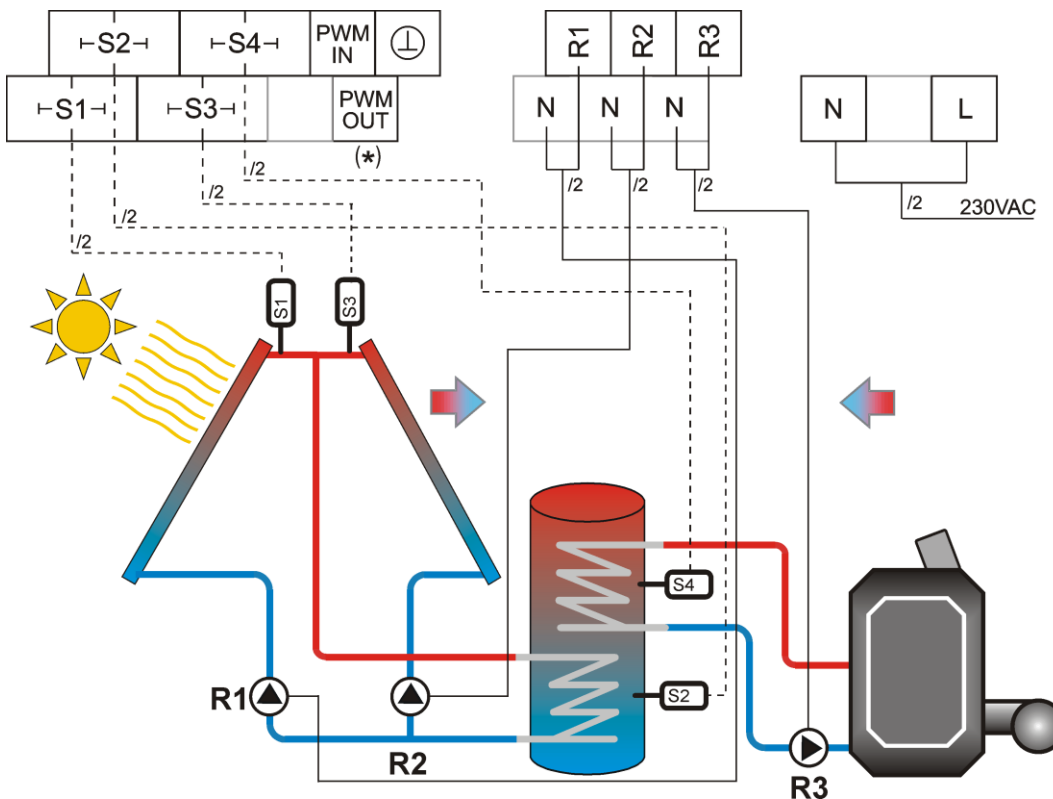 S2 S4 PWM IN
S1 S3 PWM OUT
(*)
R1 R2 R3
N N N
N L
/2 /2 /2 /2
/2 /2 /2
/2 230VAC
S1 S3
S4
S2
R1
R2
R3